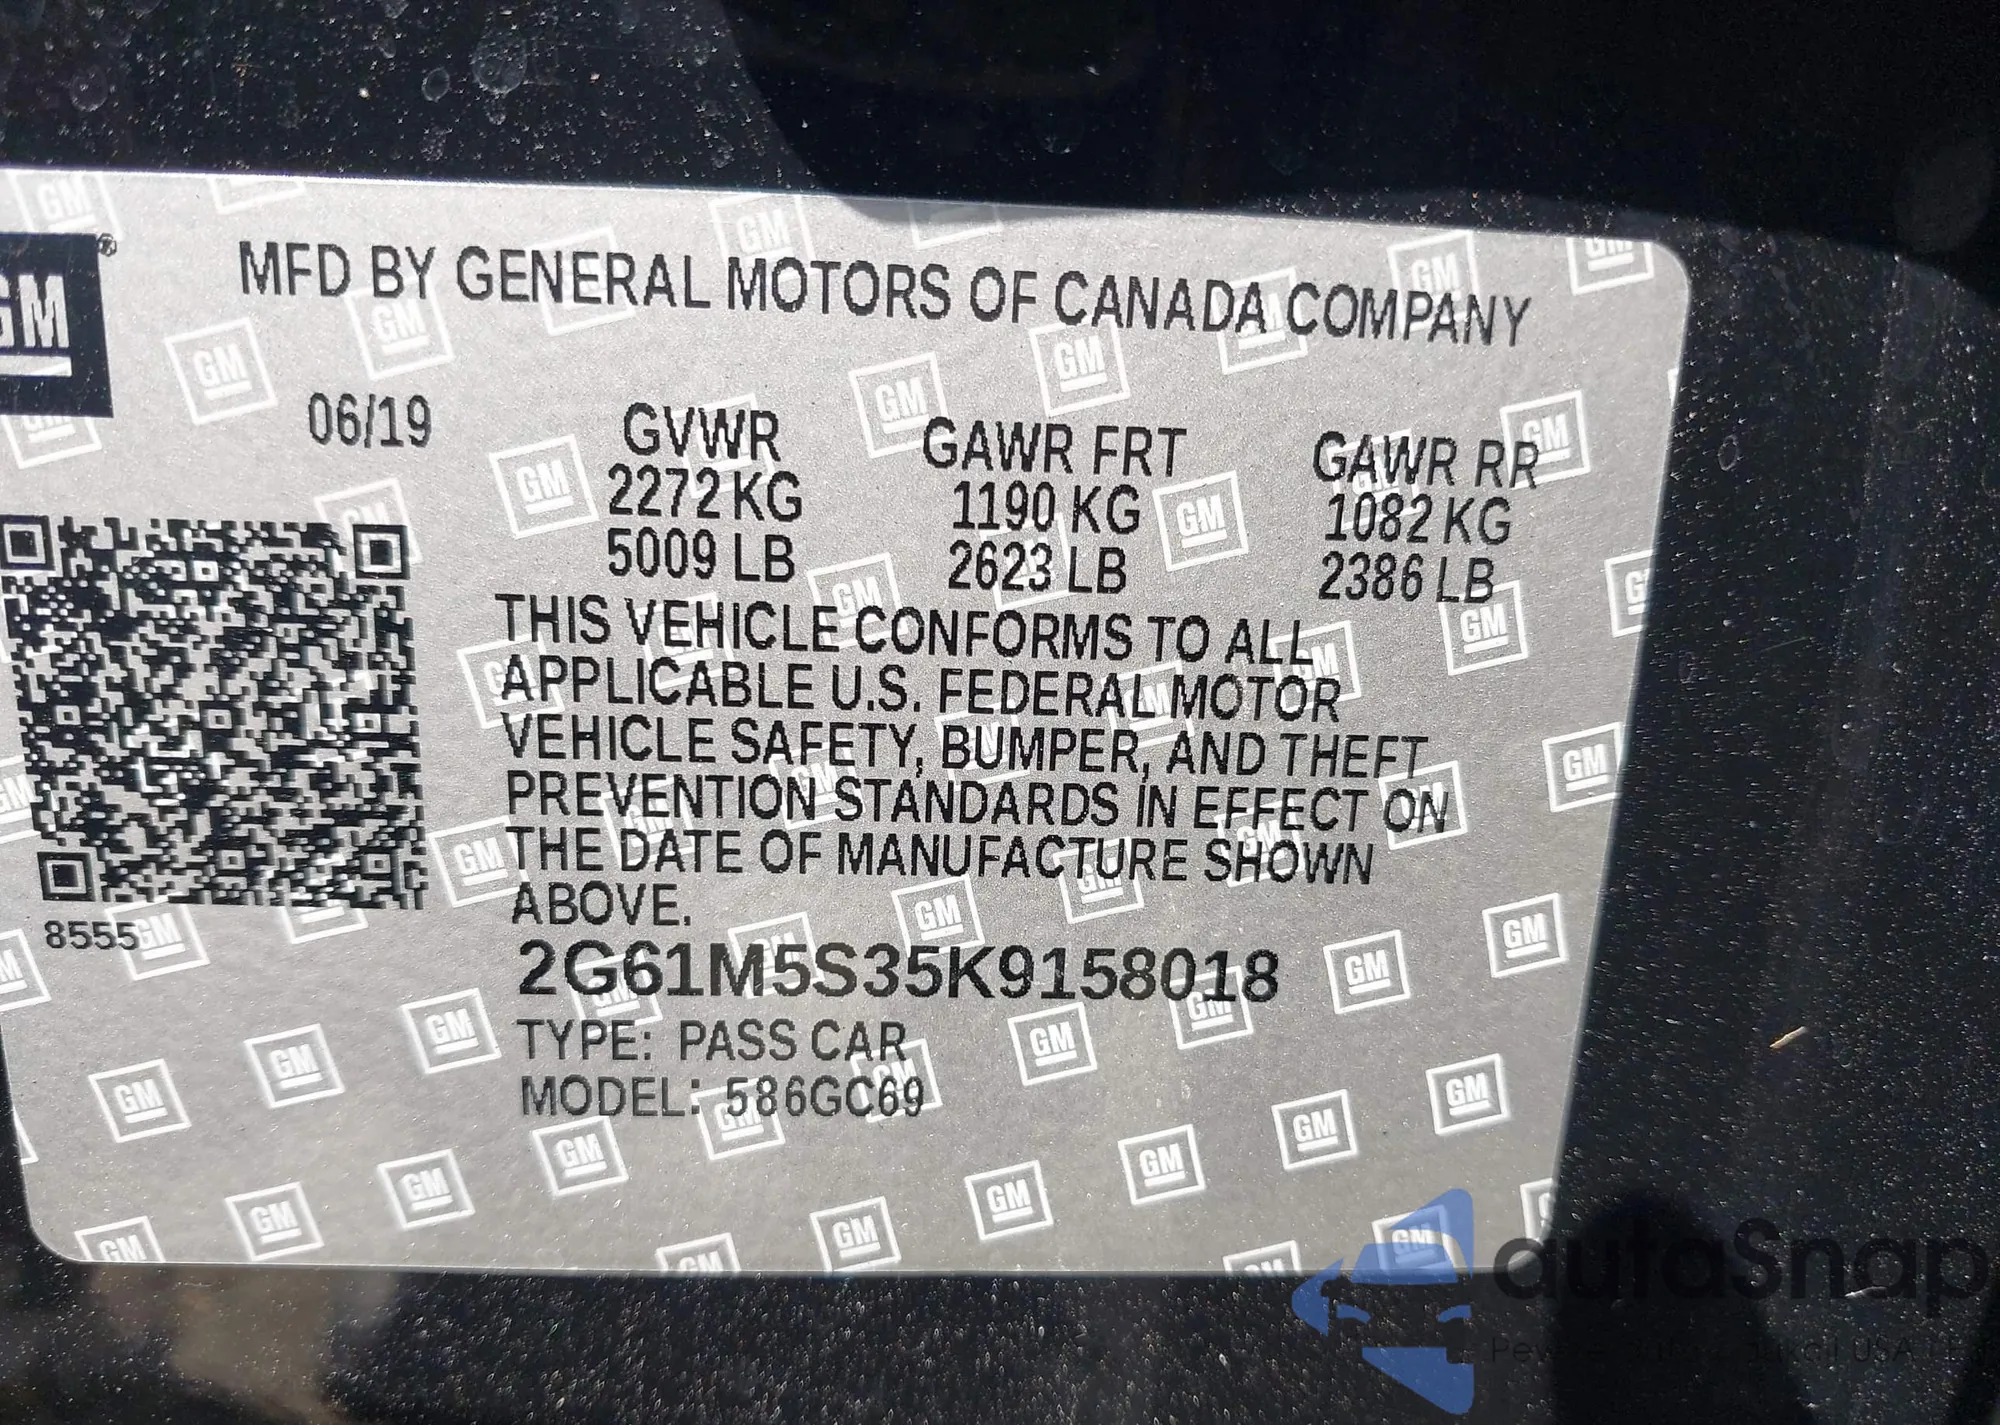 GM®
MFD BY GENERAL MOTORS OF CANADA COMPANY
06/19
GVWR GAWR FRT GAWR RR
2272 KG 1190 KG 1082 KG
5009 LB 2623 LB 2386 LB
THIS VEHICLE CONFORMS TO ALL
APPLICABLE U.S. FEDERAL MOTOR
VEHICLE SAFETY, BUMPER, AND THEFT
PREVENTION STANDARDS IN EFFECT ON
THE DATE OF MANUFACTURE SHOWN
ABOVE.
8555
2G61M5S35K9158018
TYPE: PASS CAR
MODEL: 586GC69
autaSnap
USA